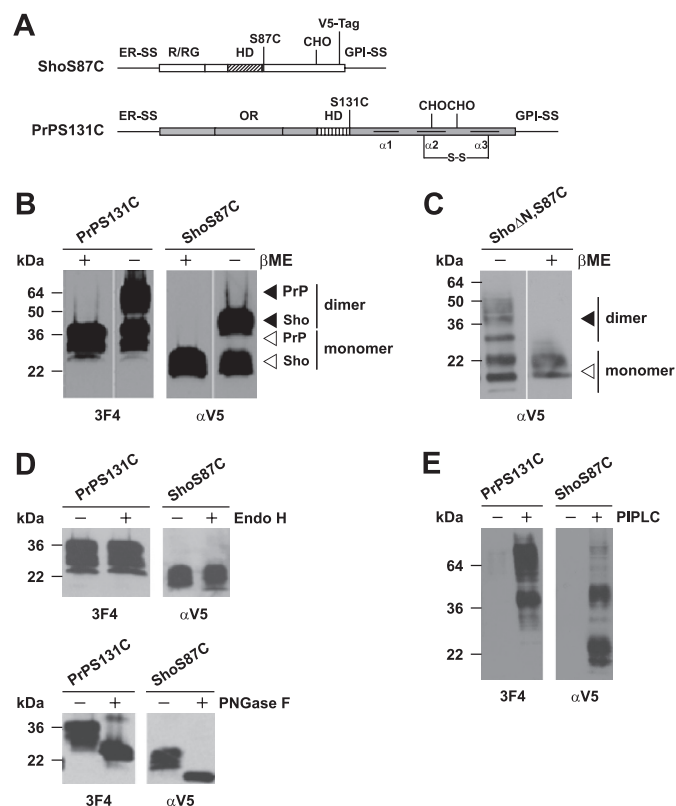 A
V5-Tag
S87C
ER-SS R/RG HD CHO GPI-SS
ShoS87C
S131C
ER-SS OR HD CHOCHO GPI-SS
PrPS131C
α1 α2 α3
S-S
B
PrPS131C ShoS87C
kDa + – + – βME
64 PrP
50 dimer
Sho
36 PrP
monomer
Sho
22
3F4 αV5
C
ShoΔN,S87C
kDa – + βME
64
50
36 dimer
22
monomer
αV5
D
PrPS131C ShoS87C
kDa – + – + Endo H
36
22
3F4 αV5
PrPS131C ShoS87C
kDa – + – + PNGase F
36
22
3F4 αV5
E
PrPS131C ShoS87C
kDa – + – + PIPLC
64
36
22
3F4 αV5